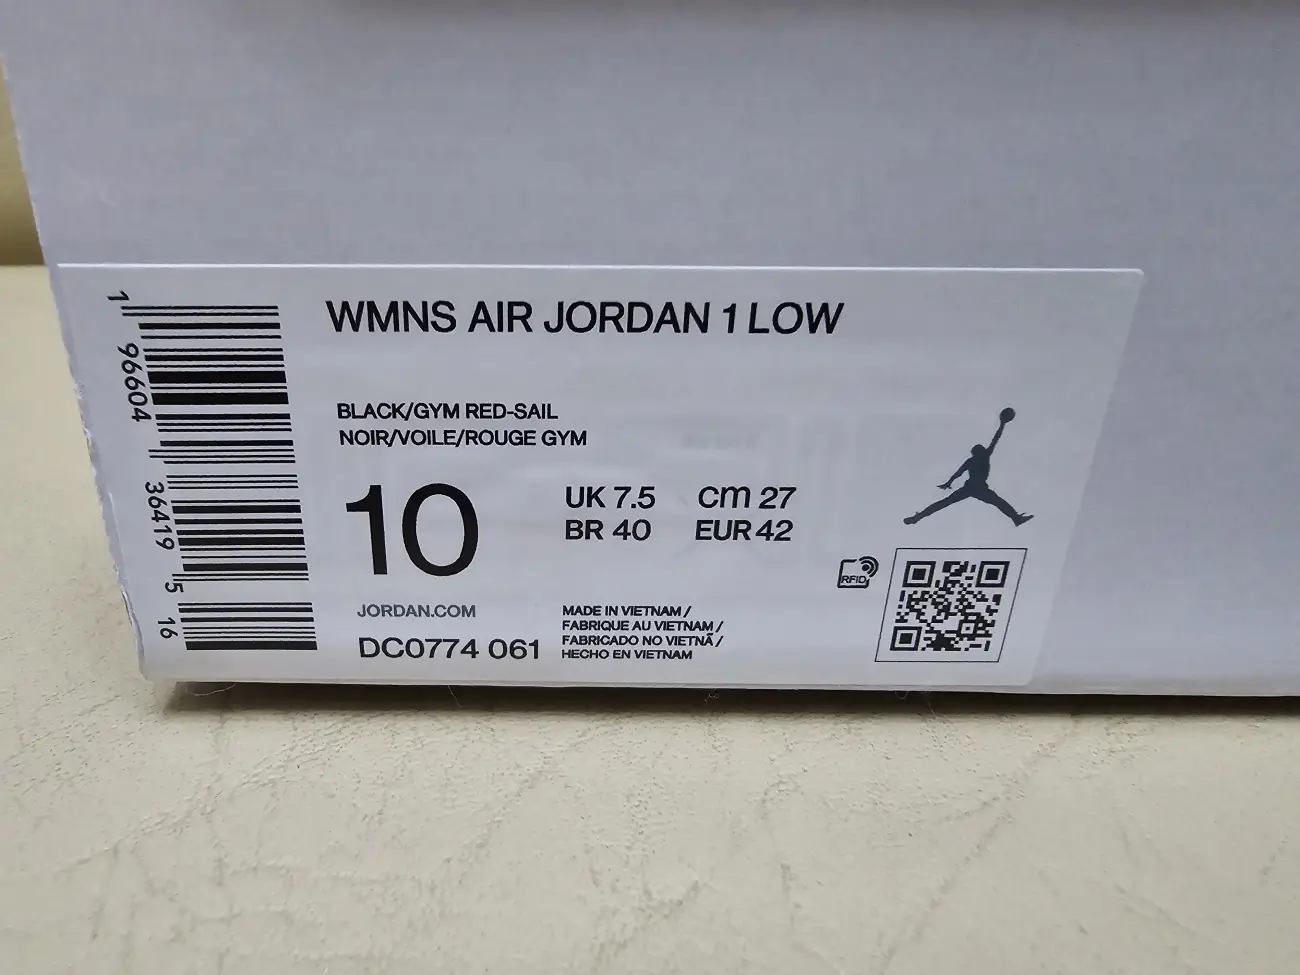 WMNS AIR JORDAN 1 LOW
BLACK/GYM RED-SAIL
NOIR/VOILE/ROUGE GYM
10
UK 7.5 CM 27
BR 40 EUR 42
RFID
JORDAN.COM
DC0774 061
MADE IN VIETNAM /
FABRIQUE AU VIETNAM /
FABRICADO NO VIETNÃ /
HECHO EN VIETNAM
1 96604 36419 5 16